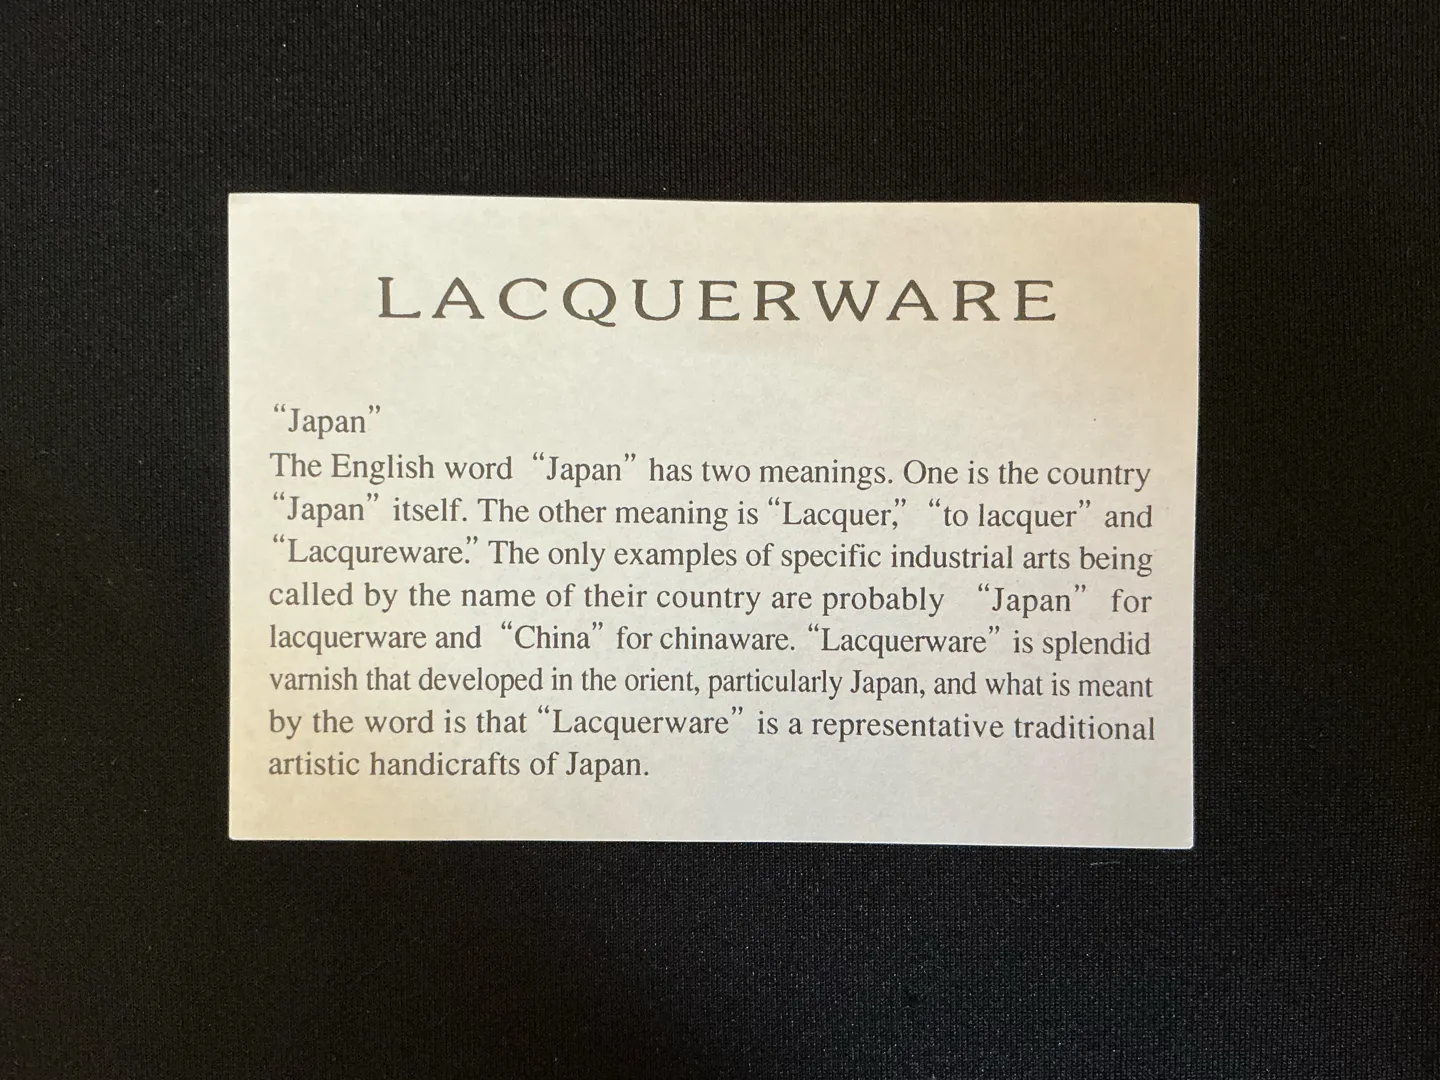 LACQUERWARE
“Japan”
The English word “Japan” has two meanings. One is the country
“Japan” itself. The other meaning is “Lacquer,” “to lacquer” and
“Lacqureware.” The only examples of specific industrial arts being
called by the name of their country are probably “Japan” for
lacquerware and “China” for chinaware. “Lacquerware” is splendid
varnish that developed in the orient, particularly Japan, and what is meant
by the word is that “Lacquerware” is a representative traditional
artistic handicrafts of Japan.